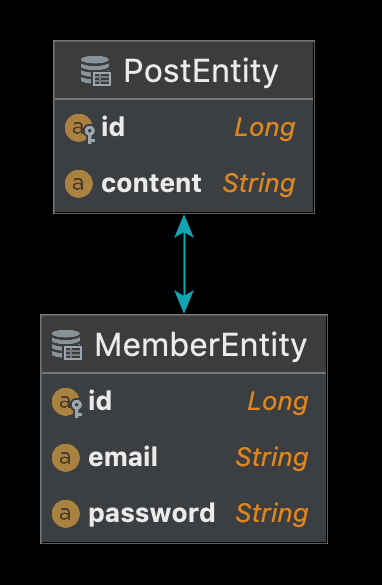 PostEntity
id Long
content String
MemberEntity
id Long
email String
password String